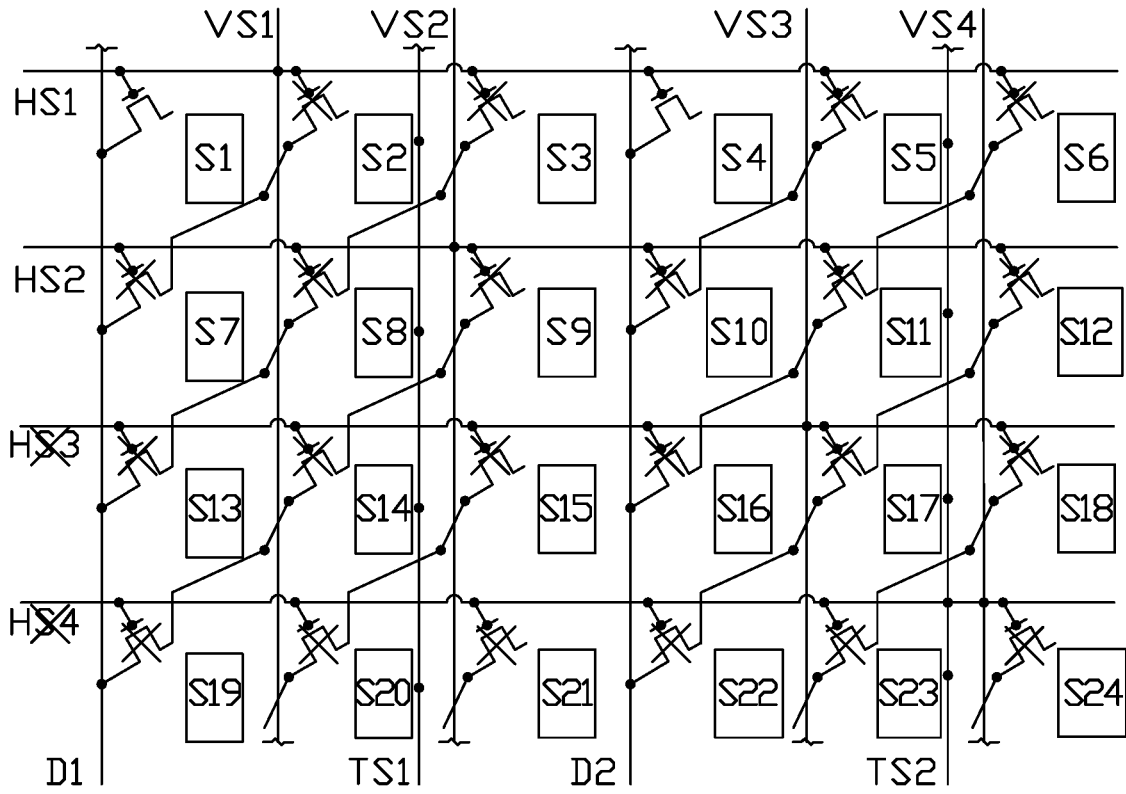 VS1 VS2 VS3 VS4
HS1
S1 S2 S3 S4 S5 S6
HS2
S7 S8 S9 S10 S11 S12
HS3
S13 S14 S15 S16 S17 S18
HS4
S19 S20 S21 S22 S23 S24
D1 TS1 D2 TS2